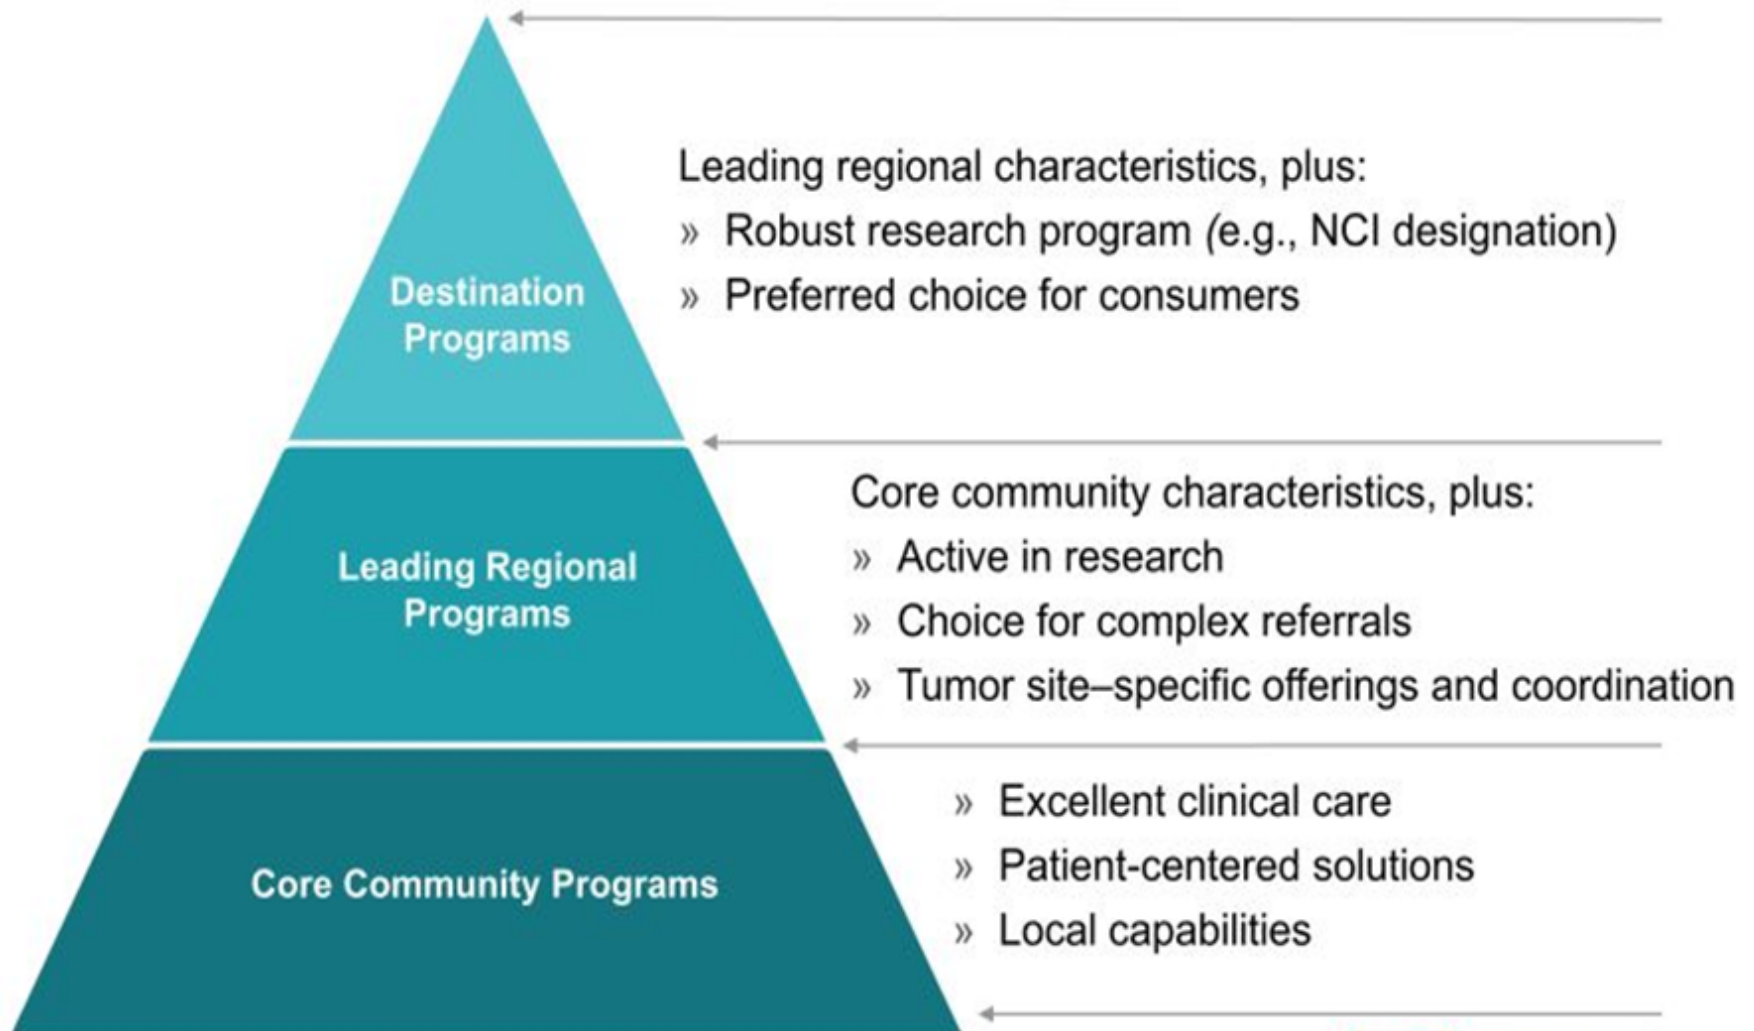 Leading regional characteristics, plus:
» Robust research program (e.g., NCI designation)
» Preferred choice for consumers
Destination
Programs
Core community characteristics, plus:
» Active in research
» Choice for complex referrals
» Tumor site–specific offerings and coordination
Leading Regional
Programs
» Excellent clinical care
» Patient-centered solutions
» Local capabilities
Core Community Programs